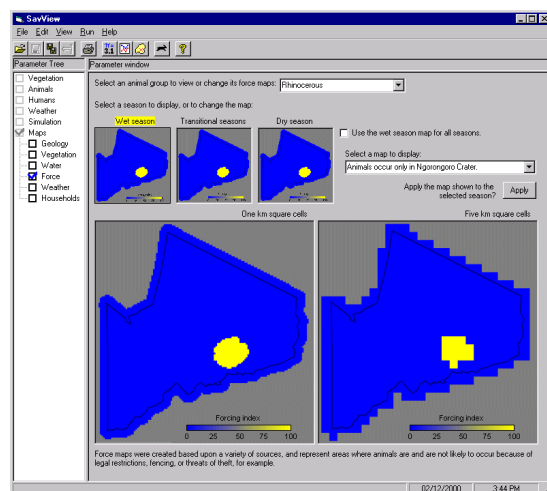 SavView
File Edit View Run Help
Parameter Tree
Parameter window
Vegetation
Animals
Humans
Weather
Simulation
Maps
Geology
Vegetation
Water
Force
Weather
Households
Select an animal group to view or change its force maps: Rhinocerous
Select a season to display, or to change the map:
Wet season Transitional seasons Dry season
Use the wet season map for all seasons.
Select a map to display:
Animals occur only in Ngorongoro Crater.
Apply the map shown to the
selected season?
Apply
One km square cells
Five km square cells
Forcing index
0 25 50 75 100
Forcing index
0 25 50 75 100
Force maps were created based upon a variety of sources, and represent areas where animals are and are not likely to occur because of
legal restrictions, fencing, or threats of theft, for example.
02/12/2000 3:44 PM